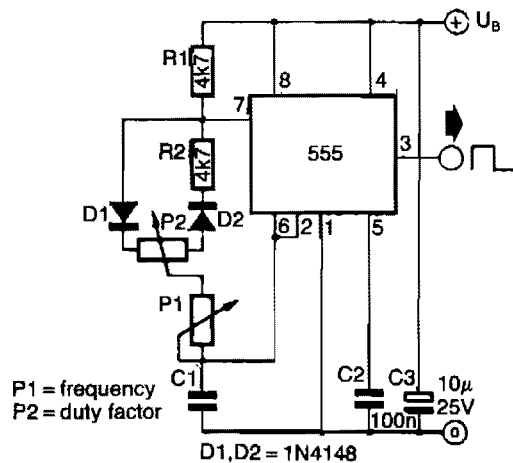 + U_B
R1
4k7
8
4
7
3
R2
4k7
555
D1
P2
D2
6
2
1
5
P1
C1
C2
C3
10µ
25V
100n
P1 = frequency
P2 = duty factor
0
D1,D2 = 1N4148